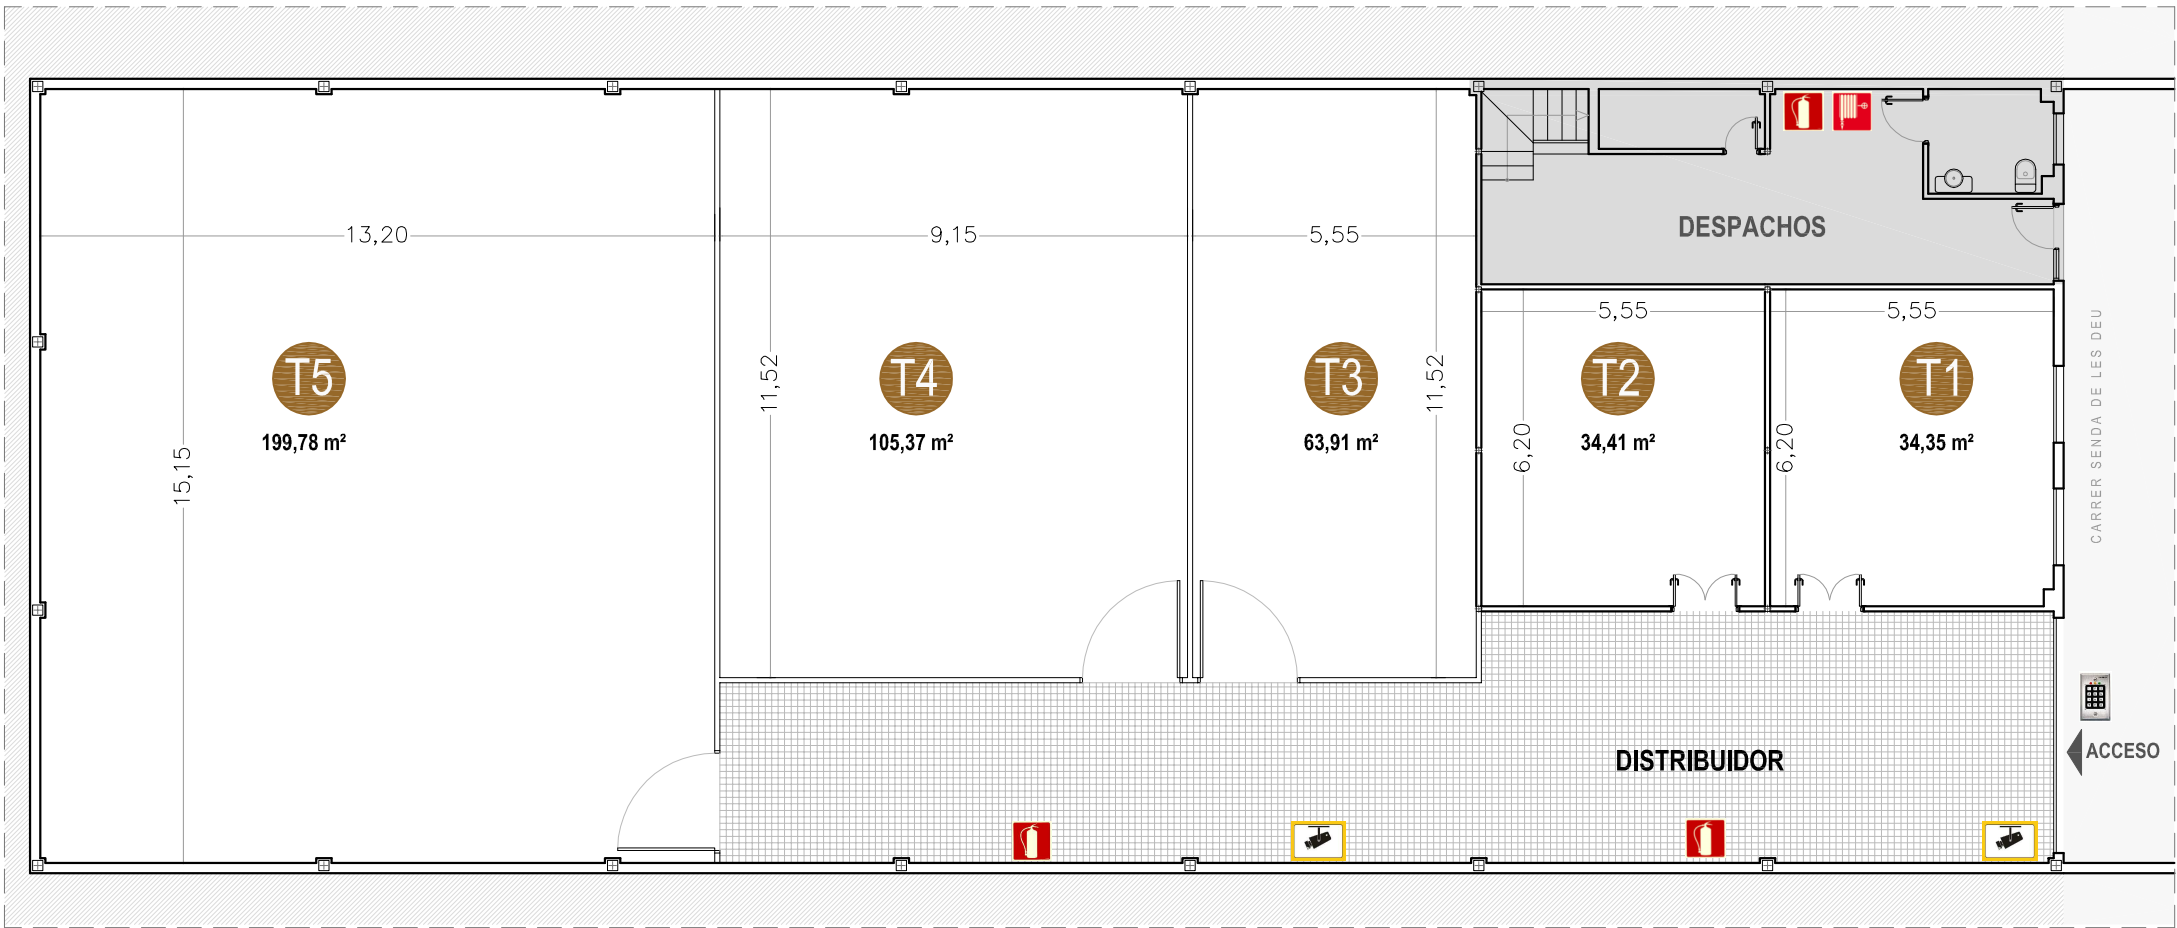 DESPACHOS
13,20
9,15
5,55
5,55
5,55
T5
199,78 m²
T4
105,37 m²
T3
63,91 m²
T2
34,41 m²
T1
34,35 m²
15,15
11,52
11,52
6,20
6,20
CARRER SENDA DE LES DEU
DISTRIBUIDOR
ACCESO